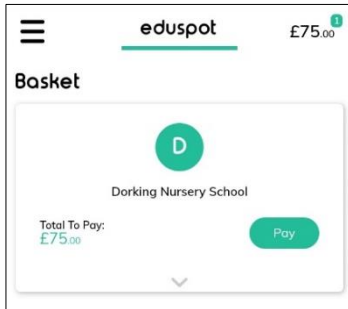 eduspot
£75.00 1
Basket
D
Dorking Nursery School
Total To Pay:
£75.00
Pay